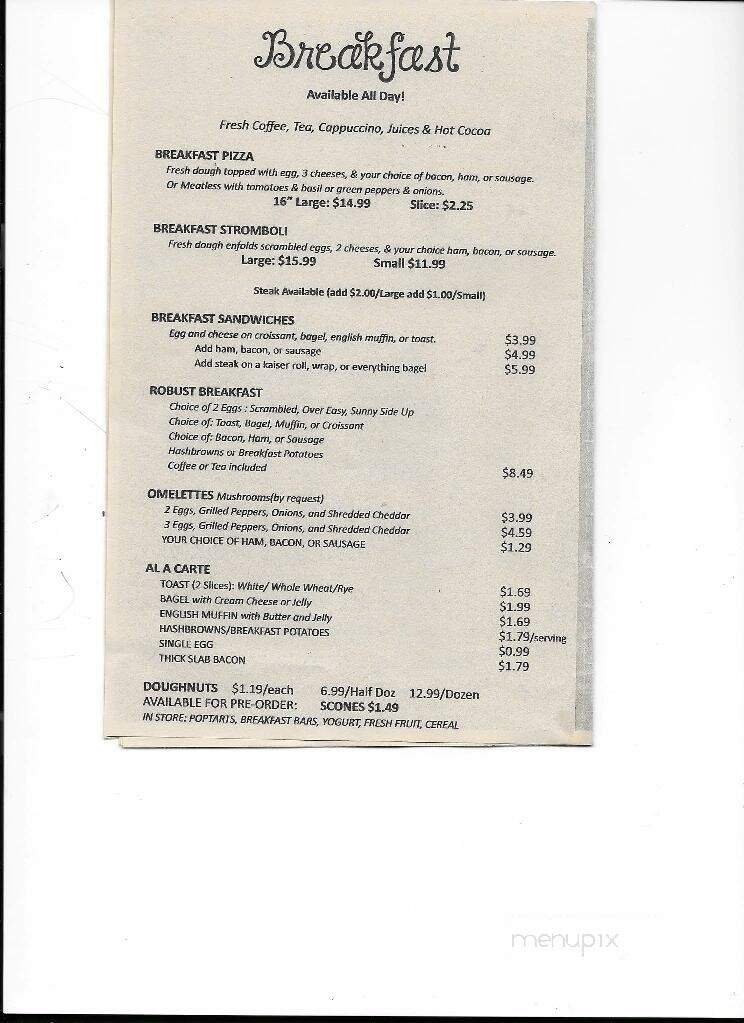 Breakfast
Available All Day!
Fresh Coffee, Tea, Cappuccino, Juices & Hot Cocoa
BREAKFAST PIZZA
Fresh dough topped with egg, 3 cheeses, & your choice of bacon, ham, or sausage.
Or Meatless with tomatoes & basil or green peppers & onions.
16" Large: $14.99 Slice: $2.25
BREAKFAST STROMBOLI
Fresh dough enfolds scrambled eggs, 2 cheeses, & your choice ham, bacon, or sausage.
Large: $15.99 Small $11.99
Steak Available (add $2.00/Large add $1.00/Small)
BREAKFAST SANDWICHES
Egg and cheese on croissant, bagel, english muffin, or toast. $3.99
Add ham, bacon, or sausage $4.99
Add steak on a kaiser roll, wrap, or everything bagel $5.99
ROBUST BREAKFAST
Choice of 2 Eggs : Scrambled, Over Easy, Sunny Side Up
Choice of: Toast, Bagel, Muffin, or Croissant
Choice of: Bacon, Ham, or Sausage
Hashbrowns or Breakfast Potatoes
Coffee or Tea included $8.49
OMELETTES Mushrooms(by request)
2 Eggs, Grilled Peppers, Onions, and Shredded Cheddar $3.99
3 Eggs, Grilled Peppers, Onions, and Shredded Cheddar $4.59
YOUR CHOICE OF HAM, BACON, OR SAUSAGE $1.29
AL A CARTE
TOAST (2 Slices): White/ Whole Wheat/Rye $1.69
BAGEL with Cream Cheese or Jelly $1.99
ENGLISH MUFFIN with Butter and Jelly $1.69
HASHBROWNS/BREAKFAST POTATOES $1.79/serving
SINGLE EGG $0.99
THICK SLAB BACON $1.79
DOUGHNUTS $1.19/each 6.99/Half Doz 12.99/Dozen
AVAILABLE FOR PRE-ORDER: SCONES $1.49
IN STORE: POPTARTS, BREAKFAST BARS, YOGURT, FRESH FRUIT, CEREAL
menupix